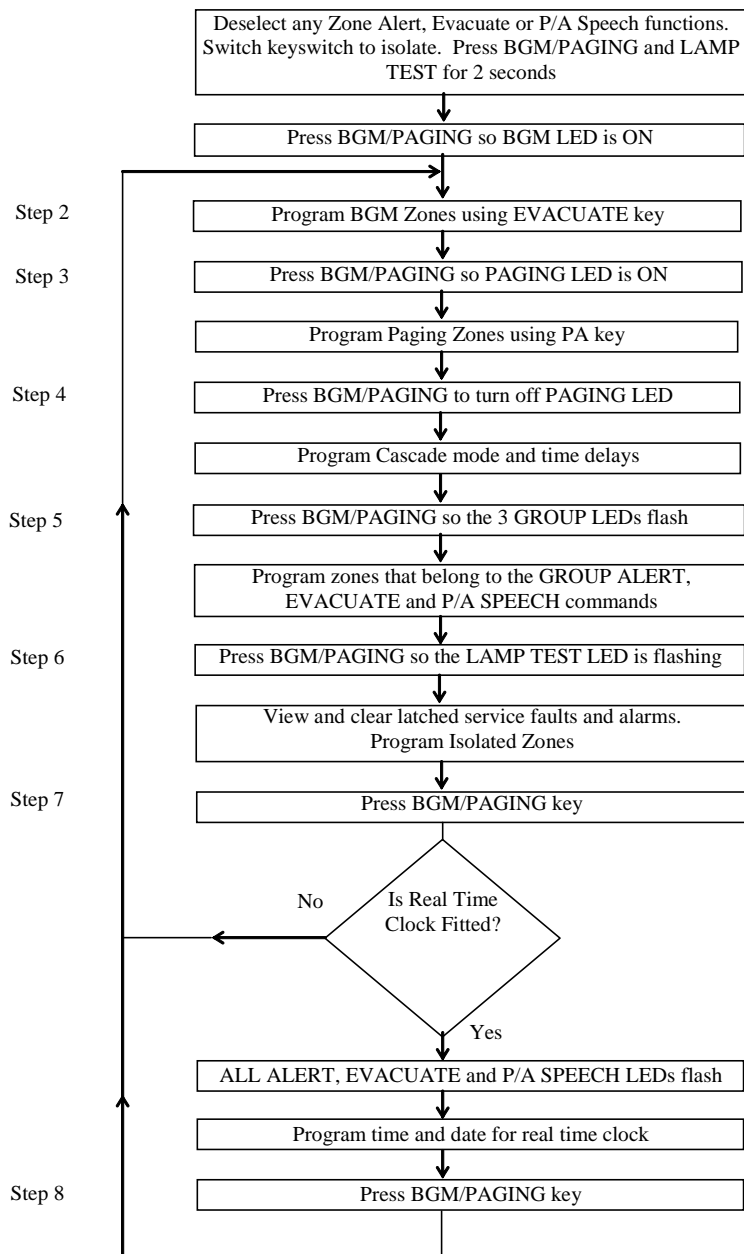 Deselect any Zone Alert, Evacuate or P/A Speech functions.
Switch keyswitch to isolate. Press BGM/PAGING and LAMP
TEST for 2 seconds
Press BGM/PAGING so BGM LED is ON
Step 2
Program BGM Zones using EVACUATE key
Step 3
Press BGM/PAGING so PAGING LED is ON
Program Paging Zones using PA key
Step 4
Press BGM/PAGING to turn off PAGING LED
Program Cascade mode and time delays
Step 5
Press BGM/PAGING so the 3 GROUP LEDs flash
Program zones that belong to the GROUP ALERT,
EVACUATE and P/A SPEECH commands
Step 6
Press BGM/PAGING so the LAMP TEST LED is flashing
View and clear latched service faults and alarms.
Program Isolated Zones
Step 7
Press BGM/PAGING key
No
Is Real Time
Clock Fitted?
Yes
ALL ALERT, EVACUATE and P/A SPEECH LEDs flash
Program time and date for real time clock
Step 8
Press BGM/PAGING key